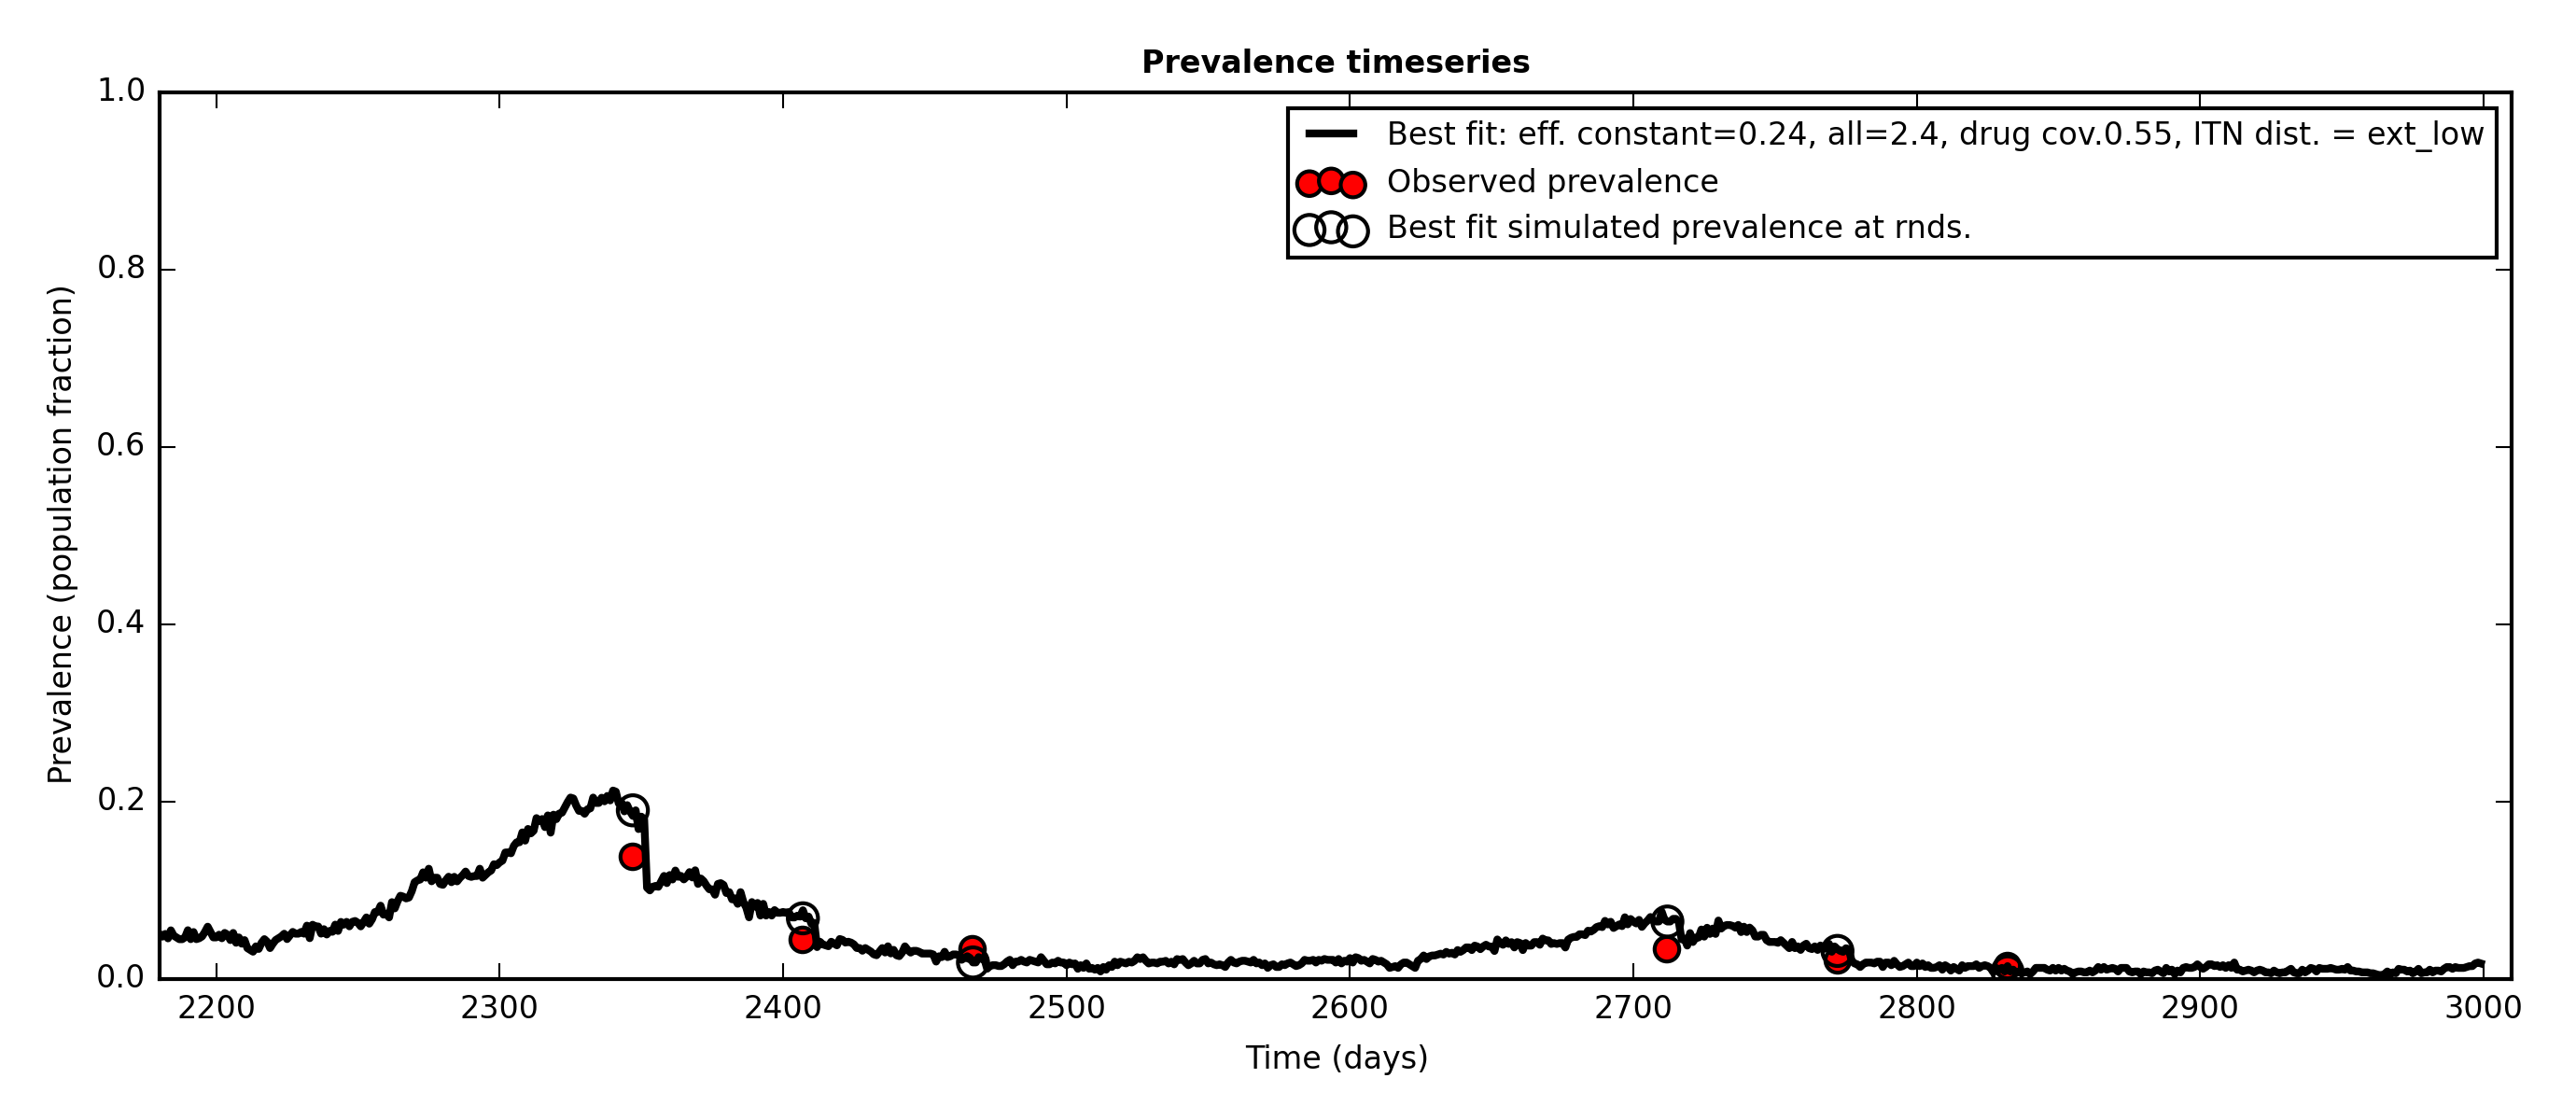 Prevalence timeseries
Best fit: eff. constant=0.24, all=2.4, drug cov.0.55, ITN dist. = ext_low
Observed prevalence
Best fit simulated prevalence at rnds.
Prevalence (population fraction)
1.0
0.8
0.6
0.4
0.2
0.0
2200 2300 2400 2500 2600 2700 2800 2900 3000
Time (days)